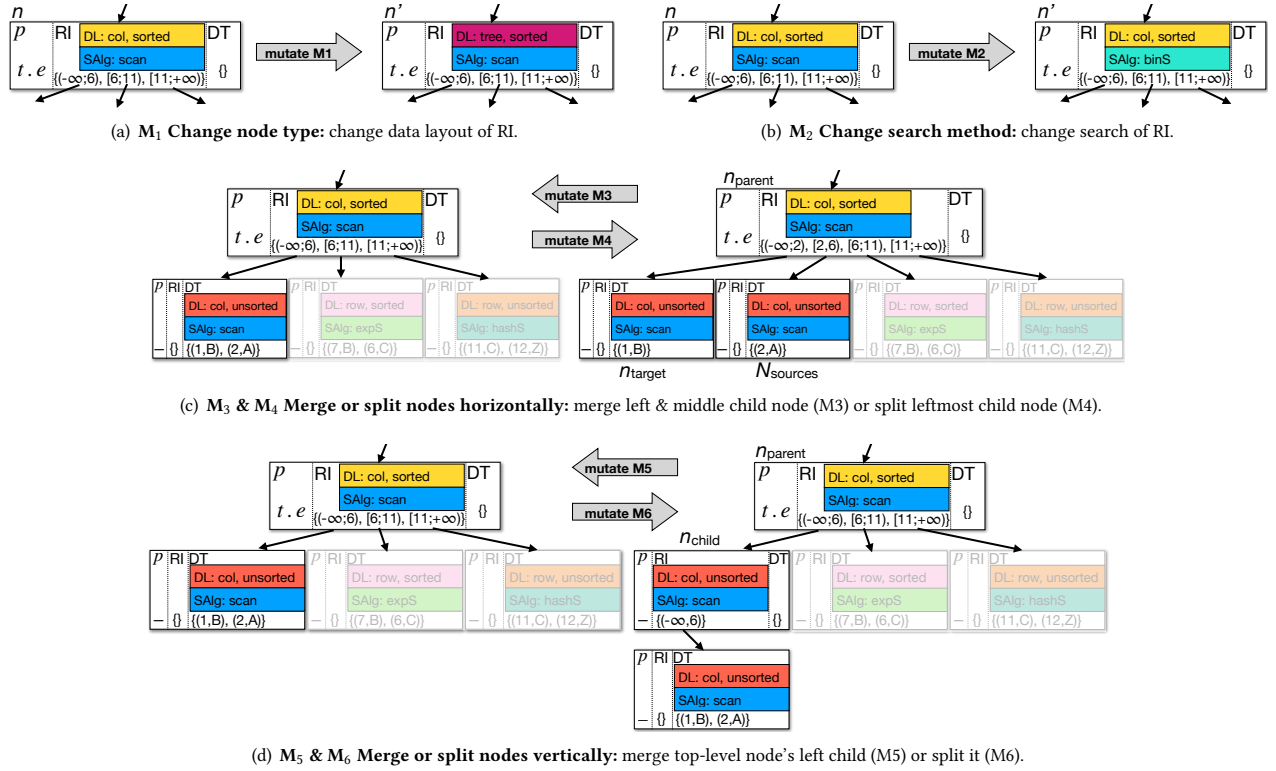 n
p RI DL: col, sorted DT
SAlg: scan
t.e {(-∞;6), [6;11), [11;+∞)} {}
mutate M1
n'
p RI DL: tree, sorted DT
SAlg: scan
t.e {(-∞;6), [6;11), [11;+∞)} {}
n
p RI DL: col, sorted DT
SAlg: scan
t.e {(-∞;6), [6;11), [11;+∞)} {}
mutate M2
n'
p RI DL: col, sorted DT
SAlg: binS
t.e {(-∞;6), [6;11), [11;+∞)} {}
(a) M₁ Change node type: change data layout of RI.
(b) M₂ Change search method: change search of RI.
p RI DL: col, sorted DT
SAlg: scan
t.e {(-∞;6), [6;11), [11;+∞)} {}
mutate M3
mutate M4
n_parent
p RI DL: col, sorted DT
SAlg: scan
t.e {(-∞;2), [2,6), [6;11), [11;+∞)} {}
p RI DT
DL: col, unsorted
SAlg: scan
– {} {(1,B), (2,A)}
p RI DT
DL: row, sorted
SAlg: expS
– {} {(7,B), (6,C)}
p RI DT
DL: row, unsorted
SAlg: hashS
– {} {(11,C), (12,Z)}
p RI DT
DL: col, unsorted
SAlg: scan
– {} {(1,B)}
n_target
p RI DT
DL: col, unsorted
SAlg: scan
– {} {(2,A)}
N_sources
p RI DT
DL: row, sorted
SAlg: expS
– {} {(7,B), (6,C)}
p RI DT
DL: row, unsorted
SAlg: hashS
– {} {(11,C), (12,Z)}
(c) M₃ & M₄ Merge or split nodes horizontally: merge left & middle child node (M3) or split leftmost child node (M4).
p RI DL: col, sorted DT
SAlg: scan
t.e {(-∞;6), [6;11), [11;+∞)} {}
mutate M5
mutate M6
n_parent
p RI DL: col, sorted DT
SAlg: scan
t.e {(-∞;6), [6;11), [11;+∞)} {}
p RI DT
DL: col, unsorted
SAlg: scan
– {} {(1,B), (2,A)}
p RI DT
DL: row, sorted
SAlg: expS
– {} {(7,B), (6,C)}
p RI DT
DL: row, unsorted
SAlg: hashS
– {} {(11,C), (12,Z)}
n_child
p RI DT
DL: col, unsorted
SAlg: scan
– {(-∞,6)} {}
p RI DT
DL: row, sorted
SAlg: expS
– {} {(7,B), (6,C)}
p RI DT
DL: row, unsorted
SAlg: hashS
– {} {(11,C), (12,Z)}
p RI DT
DL: col, unsorted
SAlg: scan
– {} {(1,B), (2,A)}
(d) M₅ & M₆ Merge or split nodes vertically: merge top-level node's left child (M5) or split it (M6).